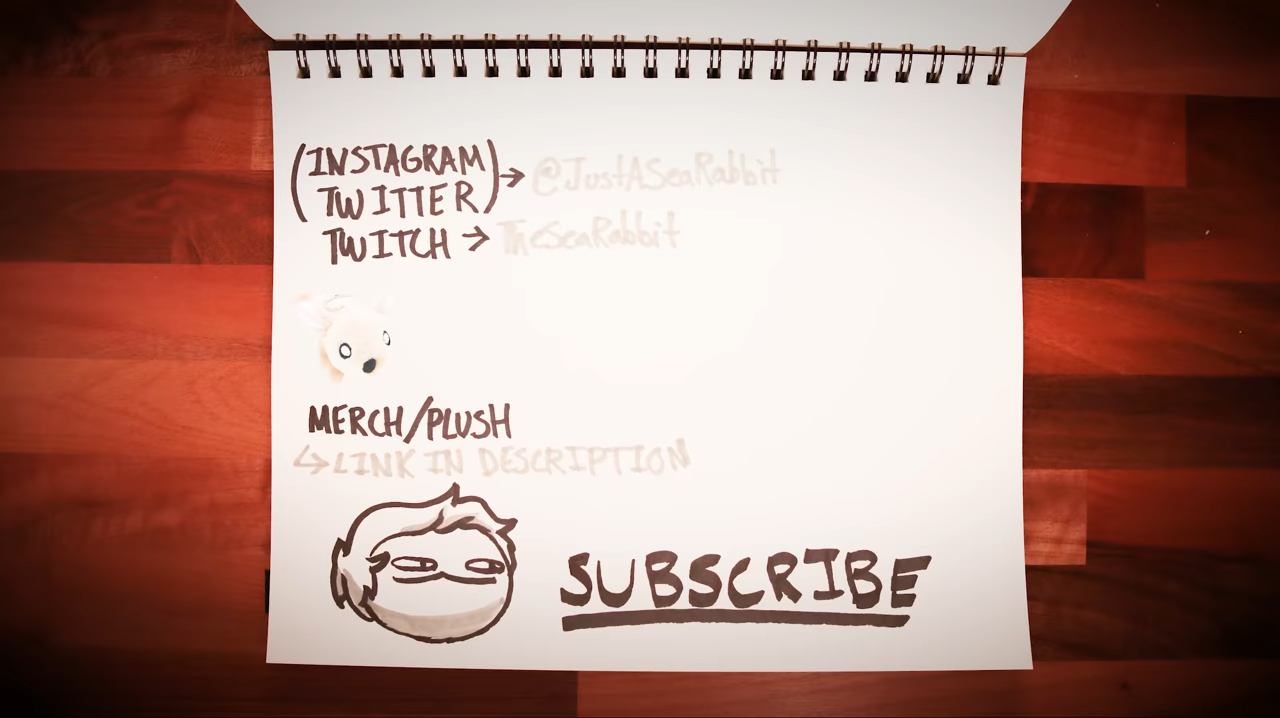 (INSTAGRAM
TWITTER) → @JustASeaRabbit
TWITCH → TheSeaRabbit
MERCH/PLUSH
↳ LINK IN DESCRIPTION
SUBSCRIBE